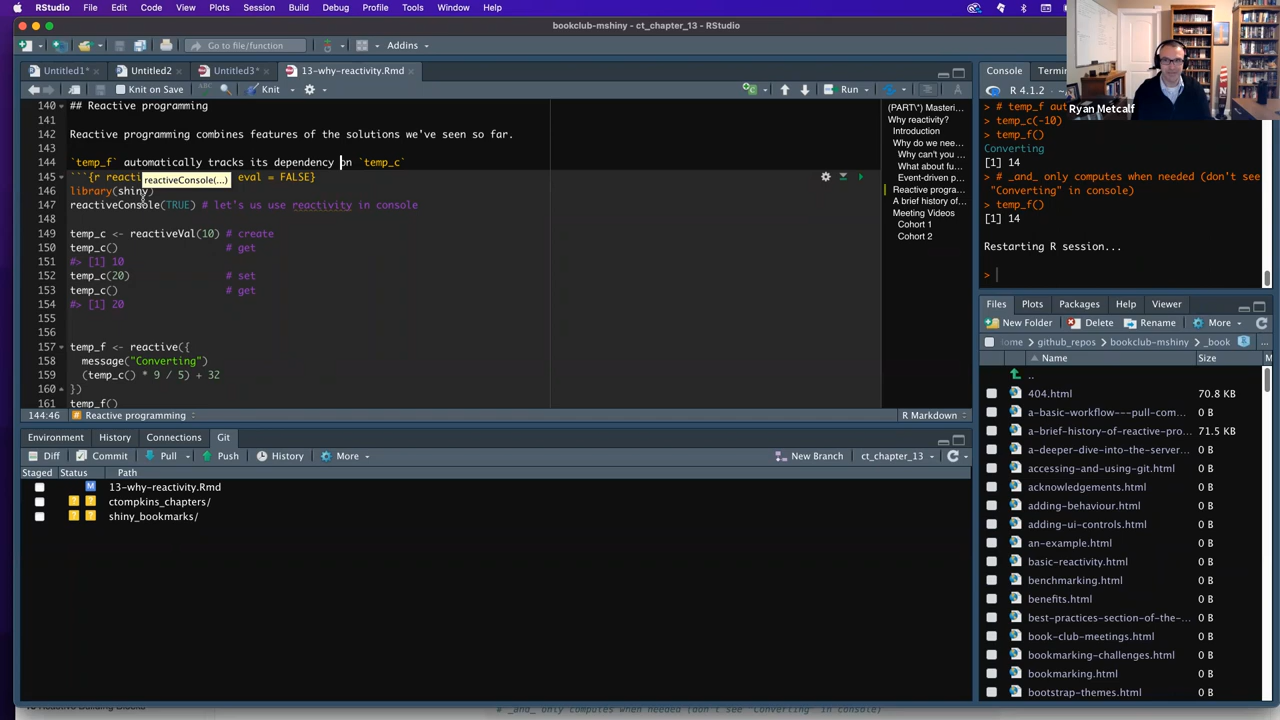 RStudio File Edit Code View Plots Session Build Debug Profile Tools Window Help
bookclub-mshiny - ct_chapter_13 - RStudio
Go to file/function
Addins
Untitled1*
Untitled2
Untitled3*
13-why-reactivity.Rmd
Knit on Save
Knit
Run
140 ## Reactive programming
141
142 Reactive programming combines features of the solutions we've seen so far.
143
144 `temp_f` automatically tracks its dependency on `temp_c`
145 ```{r reacti eval = FALSE}
reactiveConsole(...)
146 library(shiny)
147 reactiveConsole(TRUE) # let's us use reactivity in console
148
149 temp_c <- reactiveVal(10) # create
150 temp_c() # get
151 #> [1] 10
152 temp_c(20) # set
153 temp_c() # get
154 #> [1] 20
155
156
157 temp_f <- reactive({
158 message("Converting")
159 (temp_c() * 9 / 5) + 32
160 })
161 temp_f()
144:46 Reactive programming
R Markdown
(PART\*) Masteri...
Why reactivity?
Introduction
Why do we nee...
Why can't you ...
What about fu...
Event-driven p...
Reactive progra...
A brief history of...
Meeting Videos
Cohort 1
Cohort 2
Console
Termin
R 4.1.2
Ryan Metcalf
> # temp_f aut
> temp_c(-10)
> temp_f()
Converting
[1] 14
> # _and_ only computes when needed (don't see
"Converting" in console)
> temp_f()
[1] 14
Restarting R session...
>
Environment
History
Connections
Git
Diff
Commit
Pull
Push
History
More
New Branch
ct_chapter_13
Staged Status Path
M 13-why-reactivity.Rmd
? ? ctompkins_chapters/
? ? shiny_bookmarks/
Files
Plots
Packages
Help
Viewer
New Folder
Delete
Rename
More
ome github_repos bookclub-mshiny _book ...
Name Size M
..
404.html 70.8 KB
a-basic-workflow---pull-com... 0 B
a-brief-history-of-reactive-pro... 71.5 KB
a-deeper-dive-into-the-server... 0 B
accessing-and-using-git.html 0 B
acknowledgements.html 0 B
adding-behaviour.html 0 B
adding-ui-controls.html 0 B
an-example.html 0 B
basic-reactivity.html 0 B
benchmarking.html 0 B
benefits.html 0 B
best-practices-section-of-the-... 0 B
book-club-meetings.html 0 B
bookmarking-challenges.html 0 B
bookmarking.html 0 B
bootstrap-themes.html 0 B
# _and_ only computes when needed (don't see "Converting" in console)